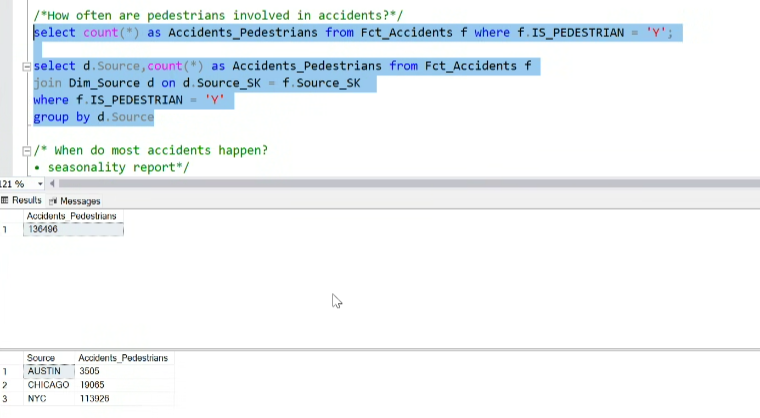 /*How often are pedestrians involved in accidents?*/
select count(*) as Accidents_Pedestrians from Fct_Accidents f where f.IS_PEDESTRIAN = 'Y';
select d.Source,count(*) as Accidents_Pedestrians from Fct_Accidents f
join Dim_Source d on d.Source_SK = f.Source_SK
where f.IS_PEDESTRIAN = 'Y'
group by d.Source
/* When do most accidents happen?
• seasonality report*/
121 %
Results Messages
Accidents_Pedestrians
1 136496
Source Accidents_Pedestrians
1 AUSTIN 3505
2 CHICAGO 19065
3 NYC 113926